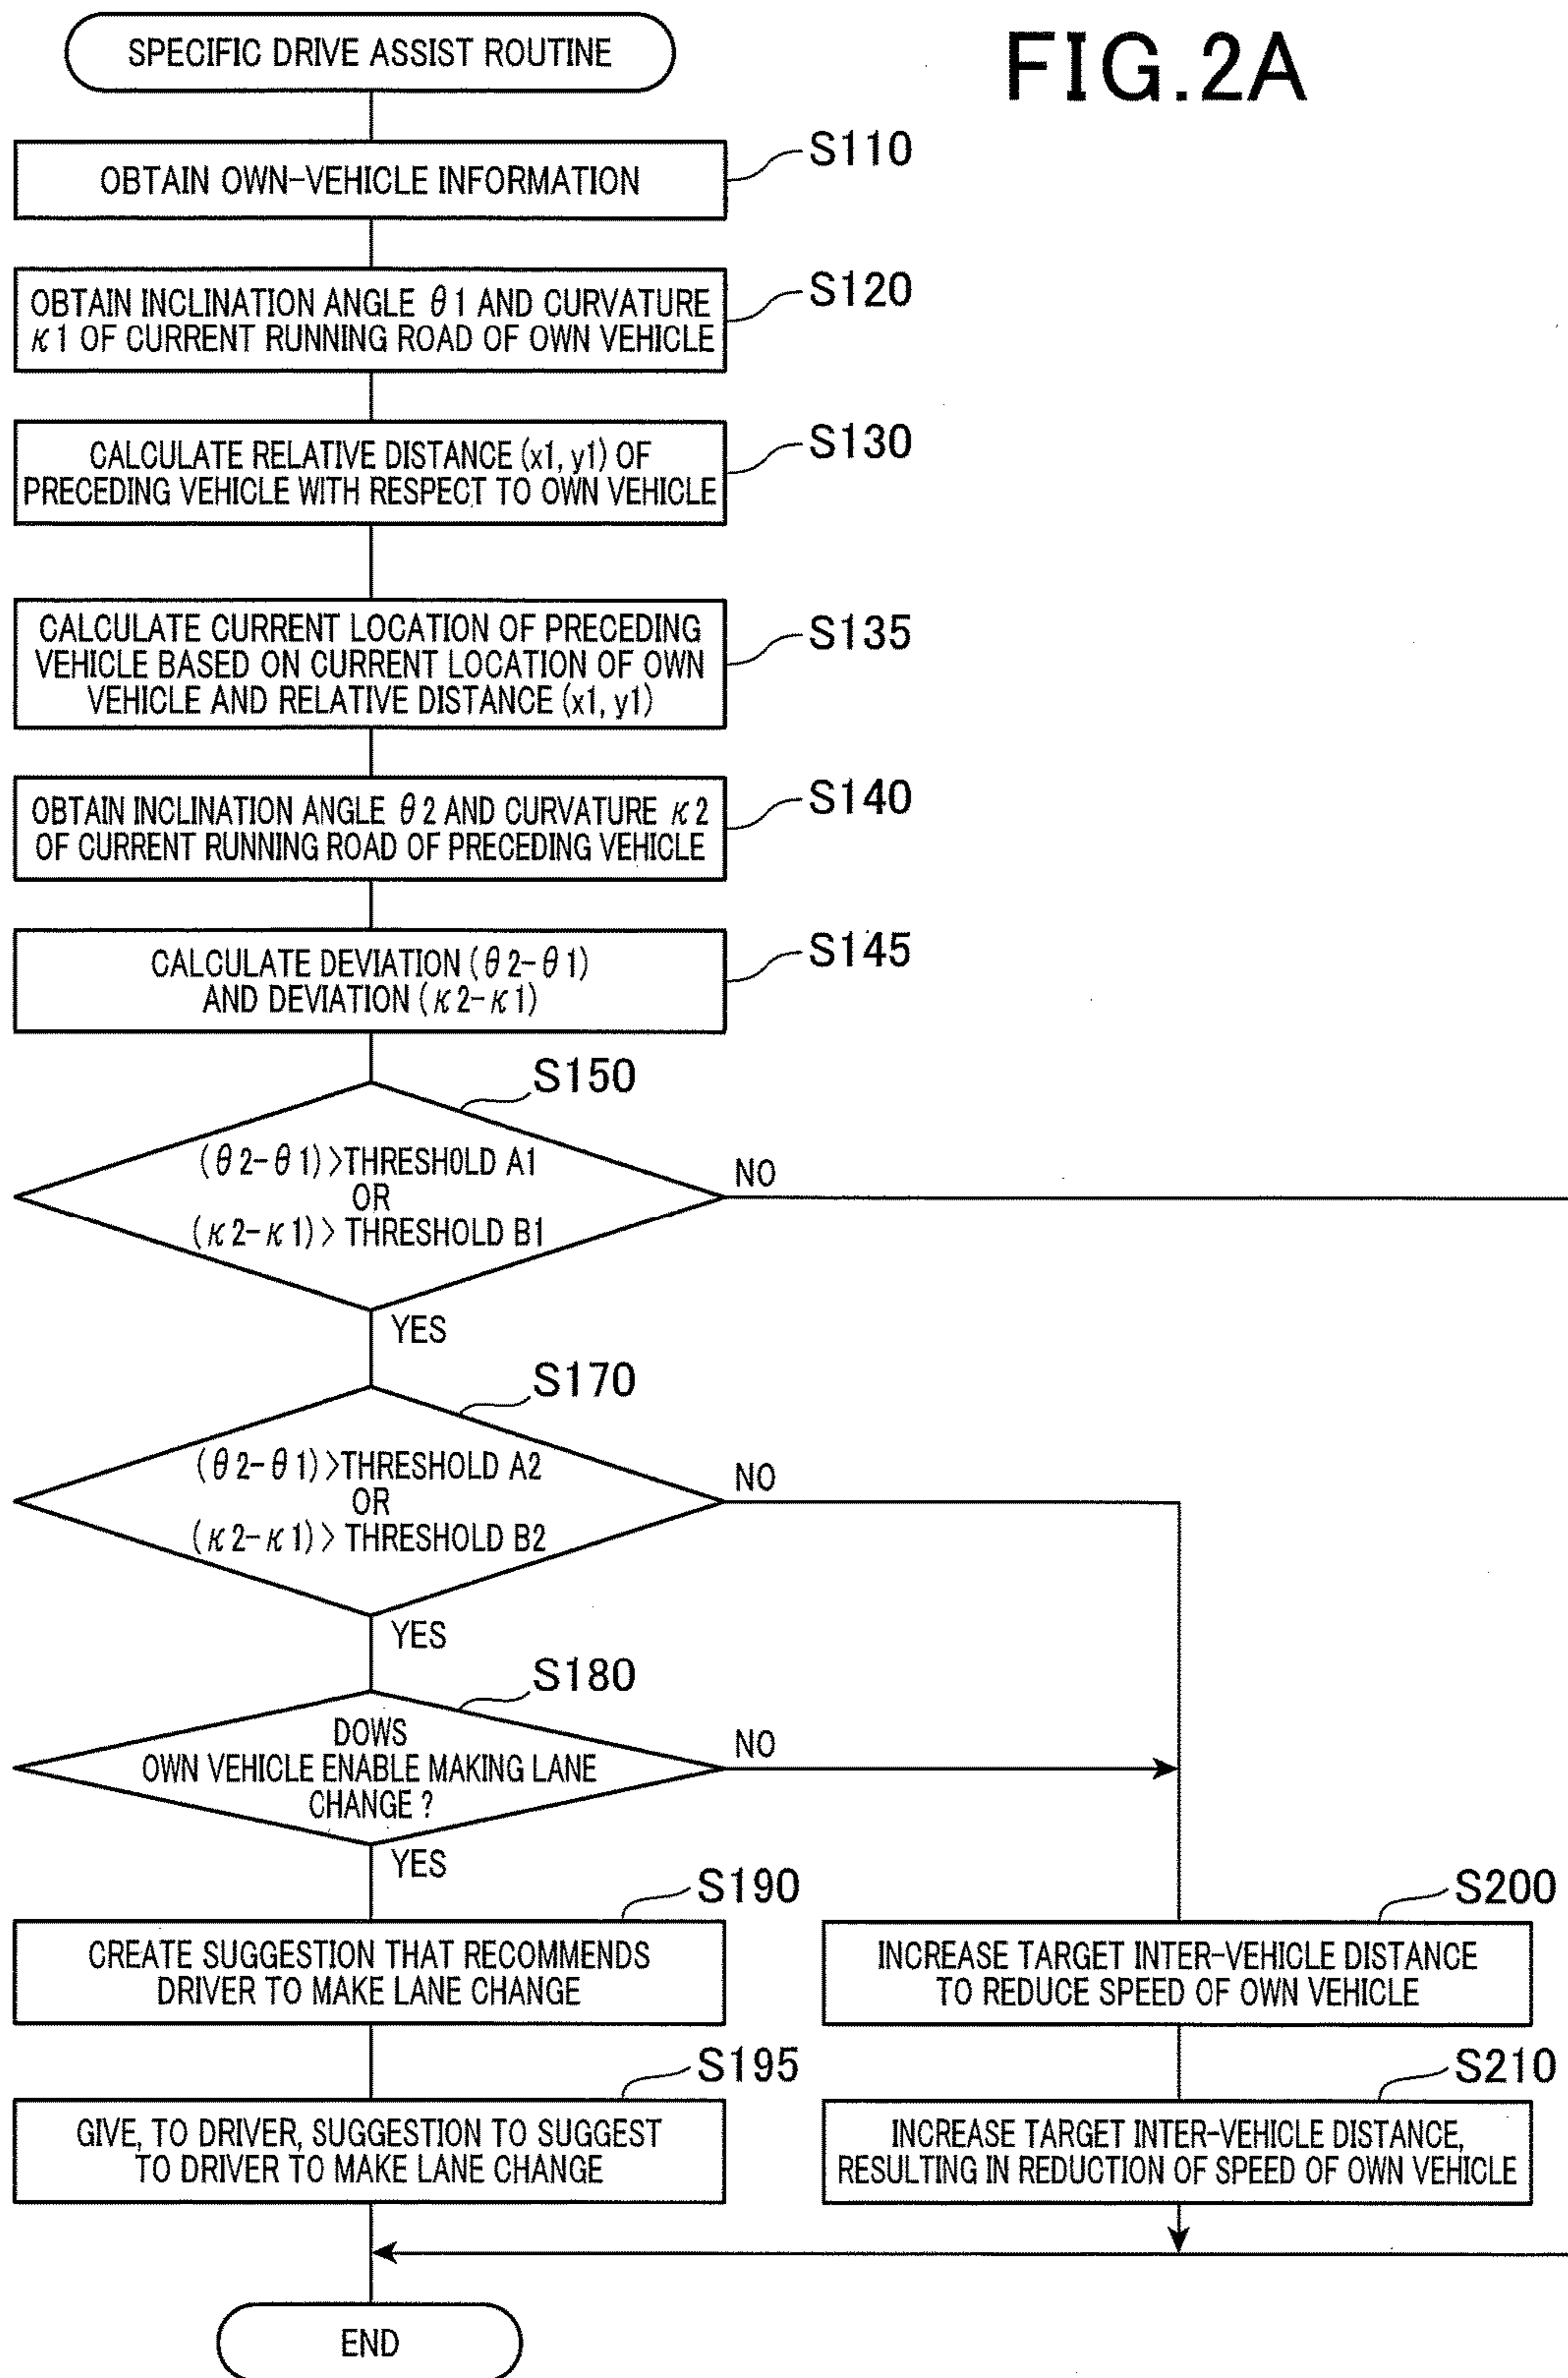 FIG.2A
SPECIFIC DRIVE ASSIST ROUTINE
S110
OBTAIN OWN-VEHICLE INFORMATION
S120
OBTAIN INCLINATION ANGLE θ1 AND CURVATURE
κ1 OF CURRENT RUNNING ROAD OF OWN VEHICLE
S130
CALCULATE RELATIVE DISTANCE (x1, y1) OF
PRECEDING VEHICLE WITH RESPECT TO OWN VEHICLE
S135
CALCULATE CURRENT LOCATION OF PRECEDING
VEHICLE BASED ON CURRENT LOCATION OF OWN
VEHICLE AND RELATIVE DISTANCE (x1, y1)
S140
OBTAIN INCLINATION ANGLE θ2 AND CURVATURE κ2
OF CURRENT RUNNING ROAD OF PRECEDING VEHICLE
S145
CALCULATE DEVIATION (θ2-θ1)
AND DEVIATION (κ2-κ1)
S150
(θ2-θ1)>THRESHOLD A1
OR
(κ2-κ1)> THRESHOLD B1
NO
YES
S170
(θ2-θ1)>THRESHOLD A2
OR
(κ2-κ1)> THRESHOLD B2
NO
YES
S180
DOWS
OWN VEHICLE ENABLE MAKING LANE
CHANGE ?
NO
YES
S190
CREATE SUGGESTION THAT RECOMMENDS
DRIVER TO MAKE LANE CHANGE
S200
INCREASE TARGET INTER-VEHICLE DISTANCE
TO REDUCE SPEED OF OWN VEHICLE
S195
GIVE, TO DRIVER, SUGGESTION TO SUGGEST
TO DRIVER TO MAKE LANE CHANGE
S210
INCREASE TARGET INTER-VEHICLE DISTANCE,
RESULTING IN REDUCTION OF SPEED OF OWN VEHICLE
END